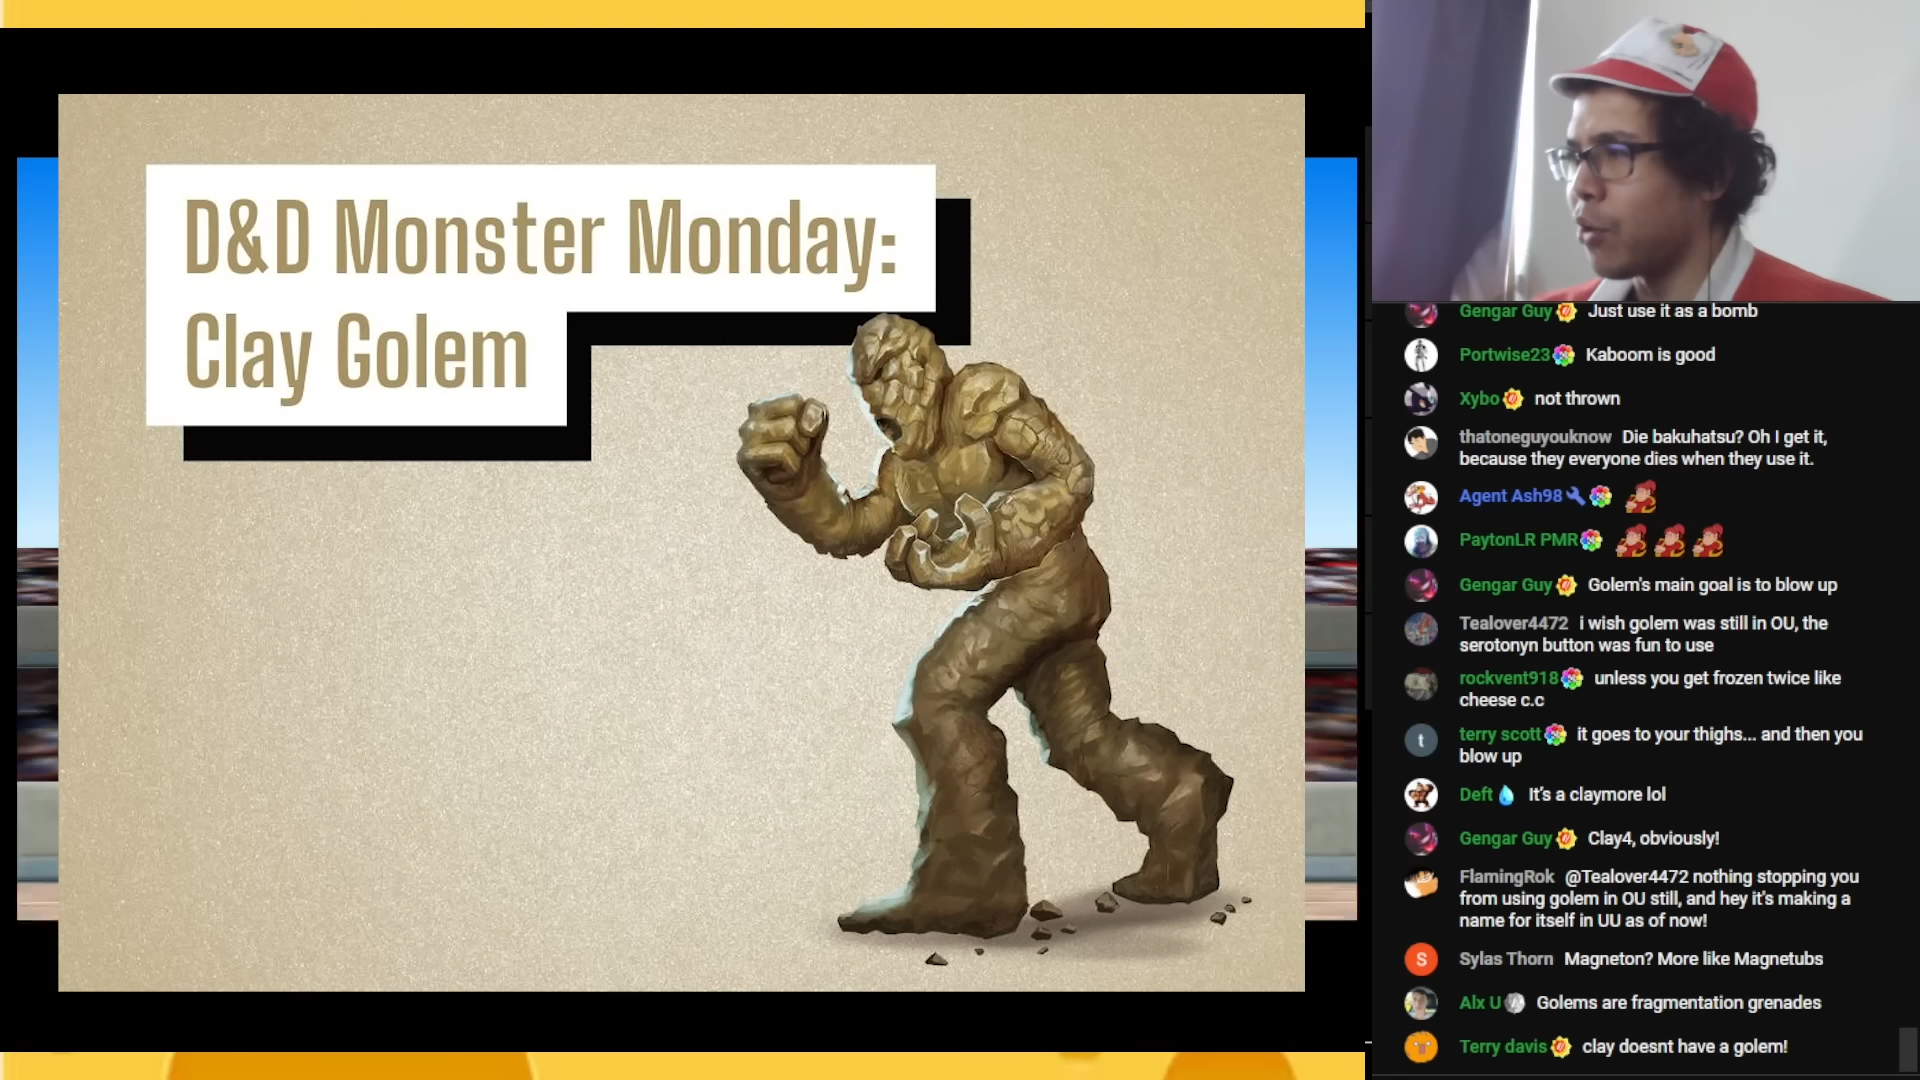 D&D Monster Monday:
Clay Golem
Gengar Guy Just use it as a bomb
Portwise23 Kaboom is good
Xybo not thrown
thatoneguyouknow Die bakuhatsu? Oh I get it,
because they everyone dies when they use it.
Agent Ash98
PaytonLR PMR
Gengar Guy Golem's main goal is to blow up
Tealover4472 i wish golem was still in OU, the
serotonyn button was fun to use
rockvent918 unless you get frozen twice like
cheese c.c
t
terry scott it goes to your thighs... and then you
blow up
Deft It's a claymore lol
Gengar Guy Clay4, obviously!
FlamingRok @Tealover4472 nothing stopping you
from using golem in OU still, and hey it's making a
name for itself in UU as of now!
S
Sylas Thorn Magneton? More like Magnetubs
Alx U Golems are fragmentation grenades
Terry davis clay doesnt have a golem!